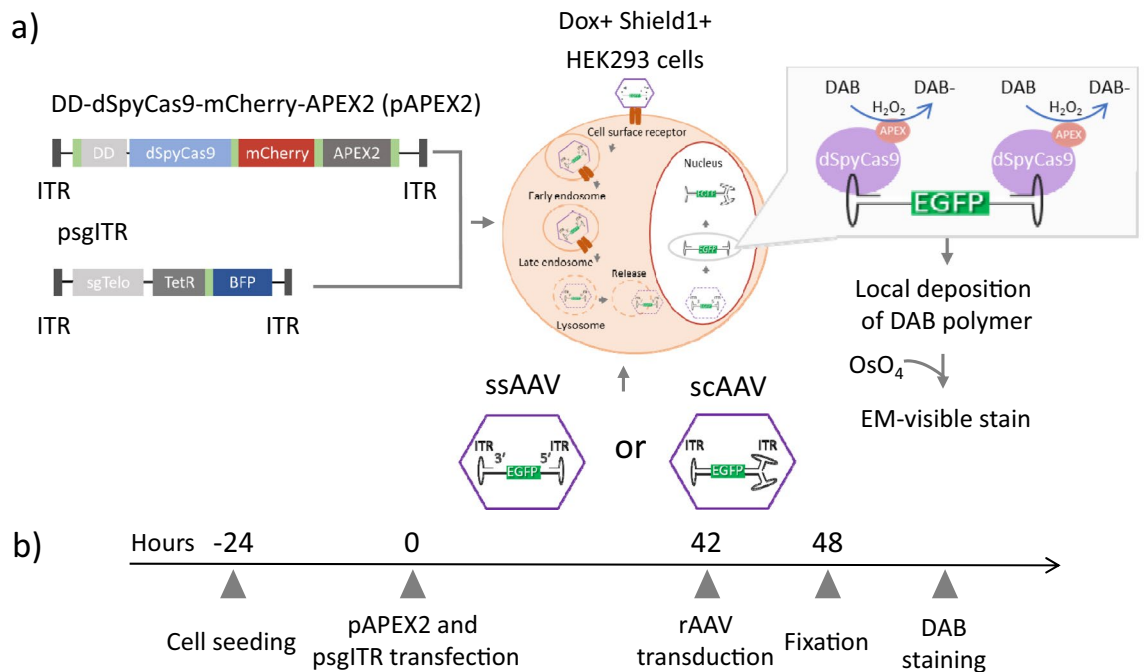 a)
Dox+ Shield1+
HEK293 cells
DD-dSpyCas9-mCherry-APEX2 (pAPEX2)
DD
dSpyCas9
mCherry
APEX2
ITR
ITR
psgITR
sgTelo
TetR
BFP
ITR
ITR
Cell surface receptor
Early endosome
Late endosome
Lysosome
Release
Nucleus
EGFP
DAB
DAB-
H₂O₂
APEX
dSpyCas9
DAB
DAB-
H₂O₂
APEX
dSpyCas9
EGFP
Local deposition
of DAB polymer
OsO₄
EM-visible stain
ssAAV
ITR
3’
5’
ITR
EGFP
or
scAAV
ITR
ITR
EGFP
b)
Hours
-24
0
42
48
Cell seeding
pAPEX2 and
psgITR transfection
rAAV
transduction
Fixation
DAB
staining